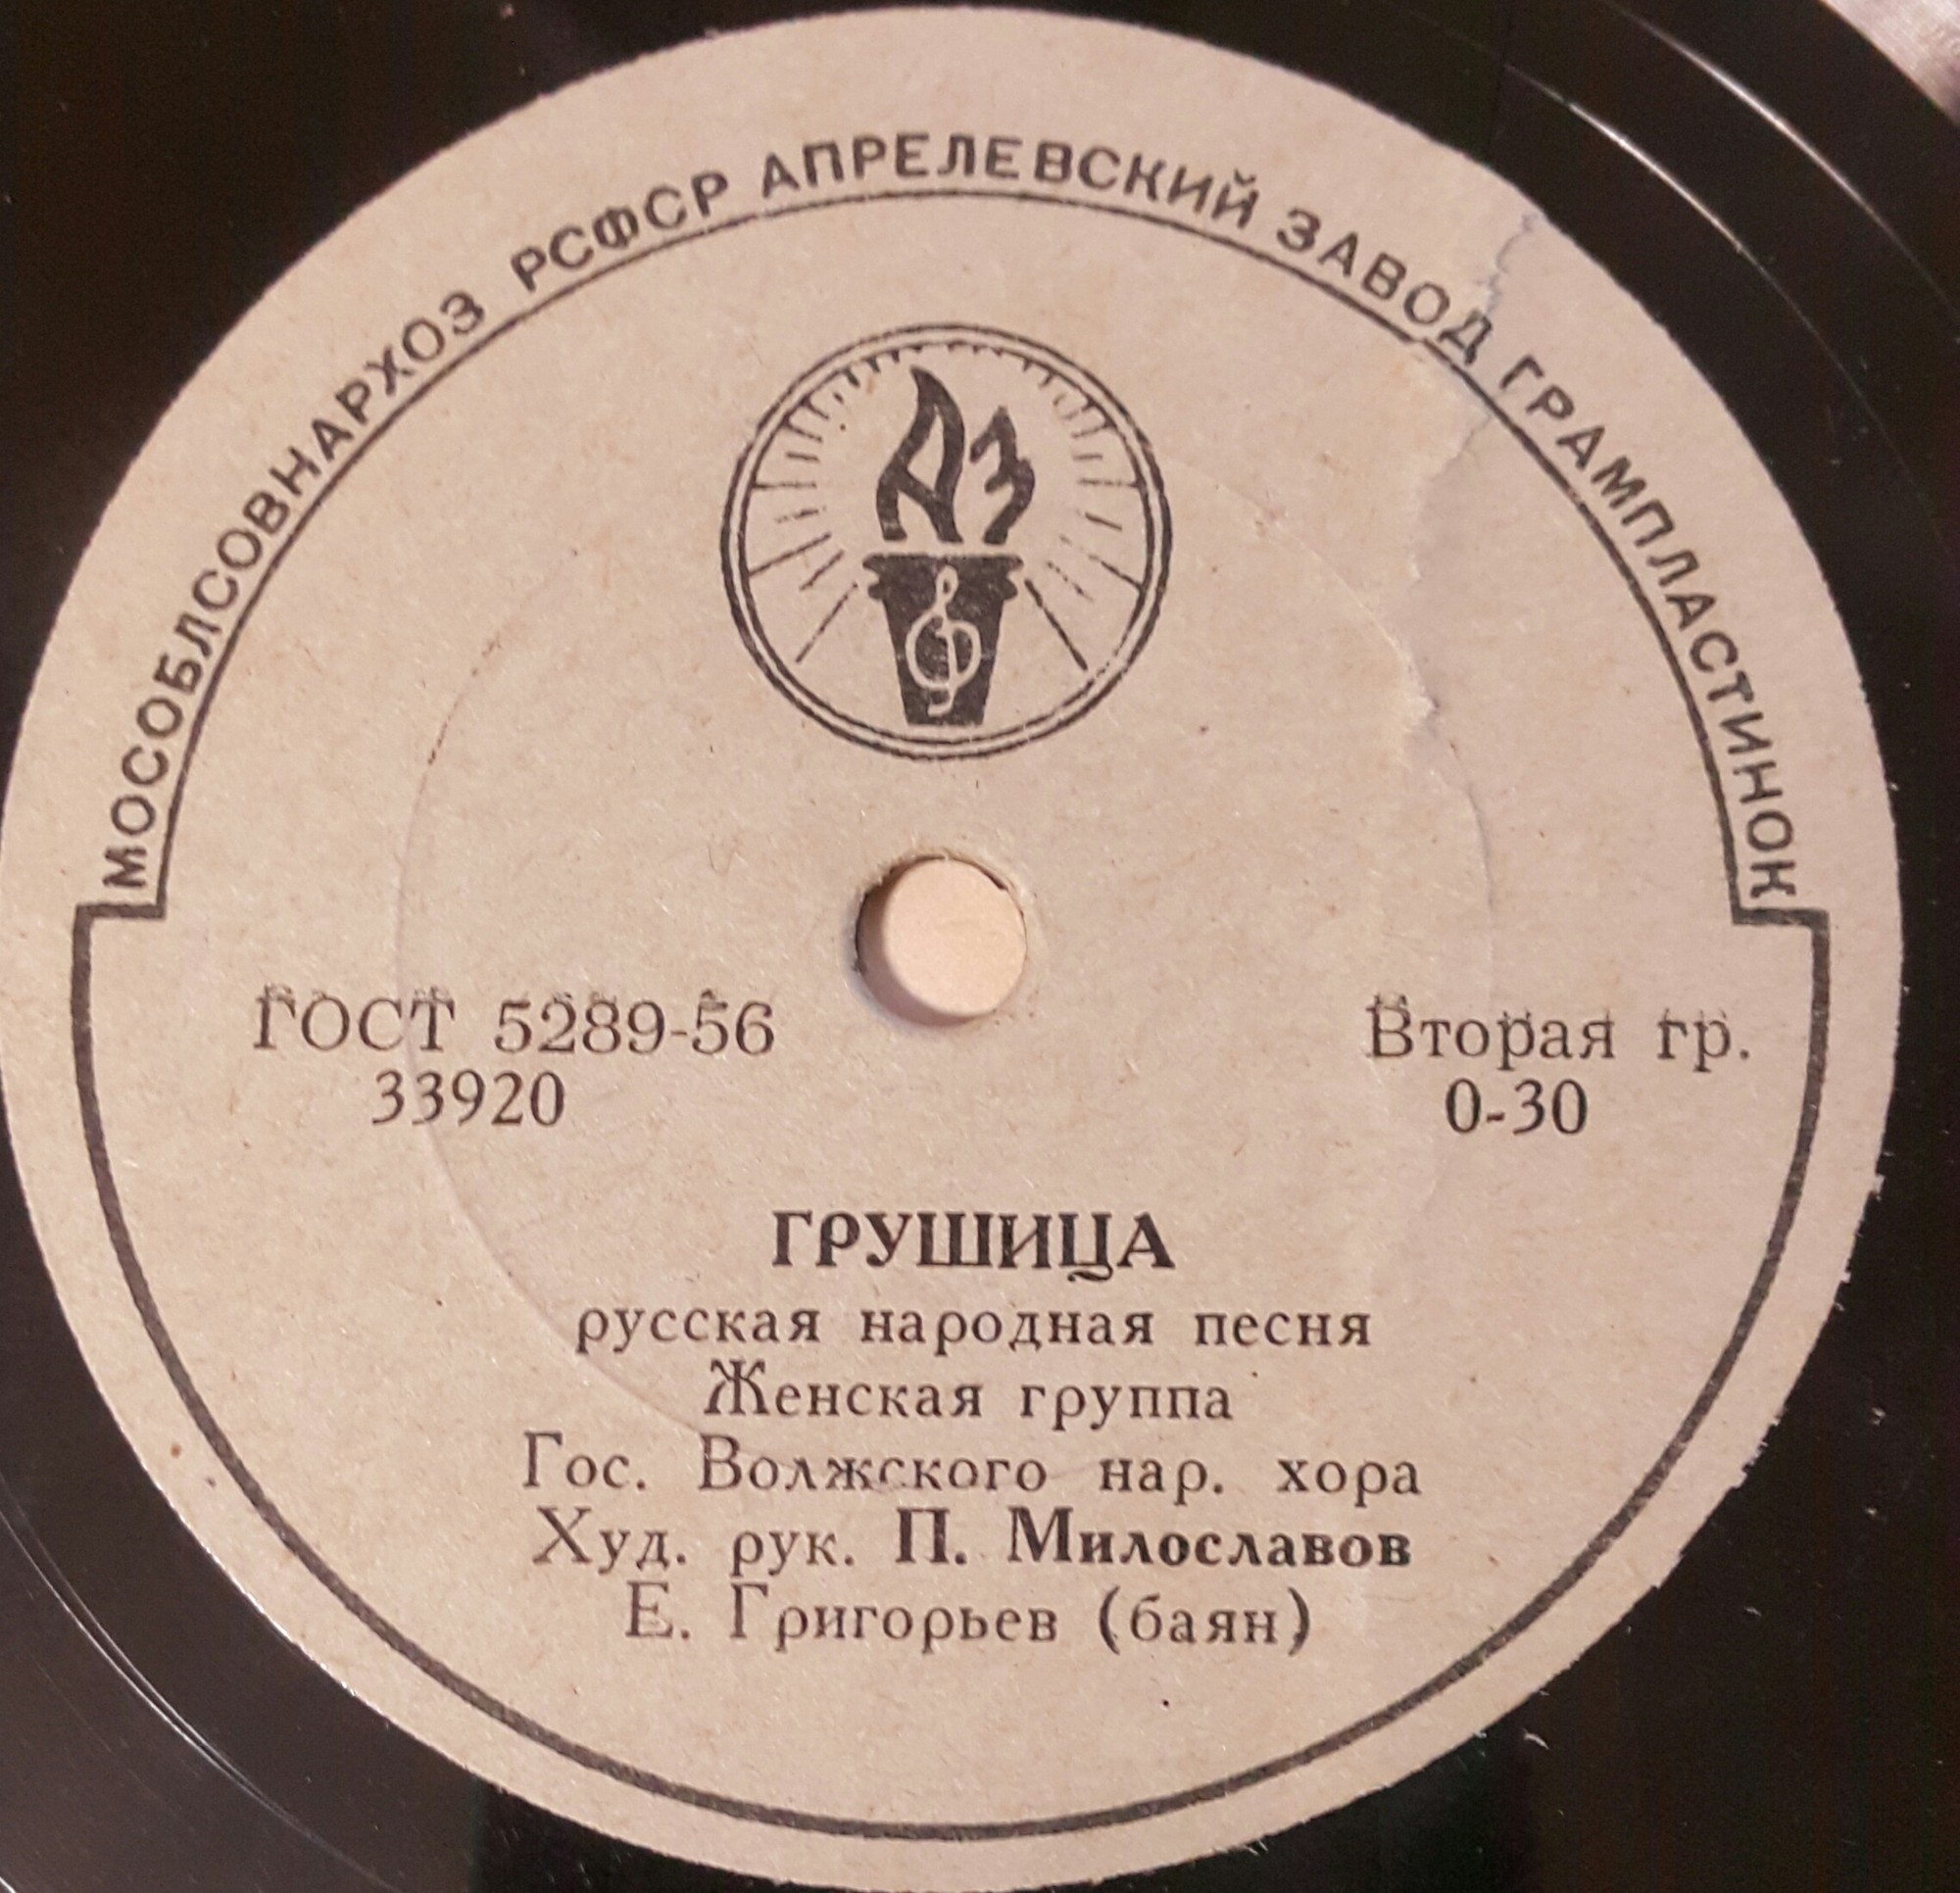 МОСОБЛСОВНАРХОЗ РСФСР АПРЕЛЕВСКИЙ ЗАВОД ГРАМПЛАСТИНОК
АЗ
ГОСТ 5289-56
33920
Вторая гр.
0-30
ГРУШИЦА
русская народная песня
Женская группа
Гос. Волжского нар. хора
Худ. рук. П. Милославов
Е. Григорьев (баян)